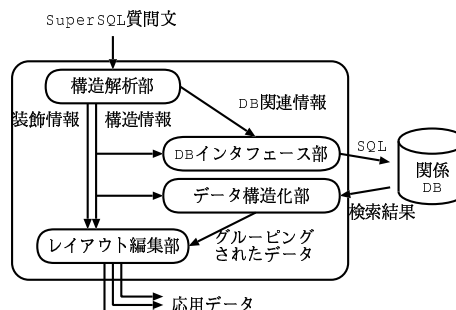 SuperSQL質問文
構造解析部
DB関連情報
装飾情報
構造情報
SQL
DBインタフェース部
関係
DB
データ構造化部
検索結果
グルーピング
されたデータ
レイアウト編集部
応用データ